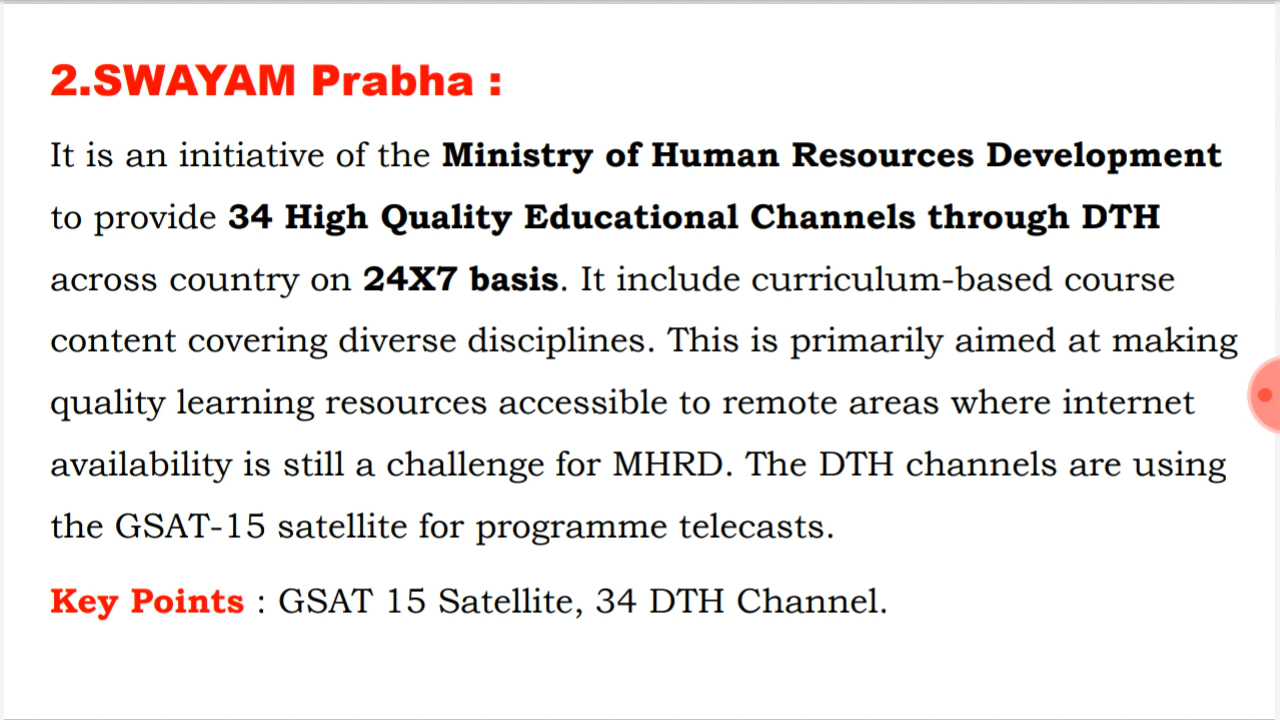 2.SWAYAM Prabha :
It is an initiative of the Ministry of Human Resources Development
to provide 34 High Quality Educational Channels through DTH
across country on 24X7 basis. It include curriculum-based course
content covering diverse disciplines. This is primarily aimed at making
quality learning resources accessible to remote areas where internet
availability is still a challenge for MHRD. The DTH channels are using
the GSAT-15 satellite for programme telecasts.
Key Points : GSAT 15 Satellite, 34 DTH Channel.